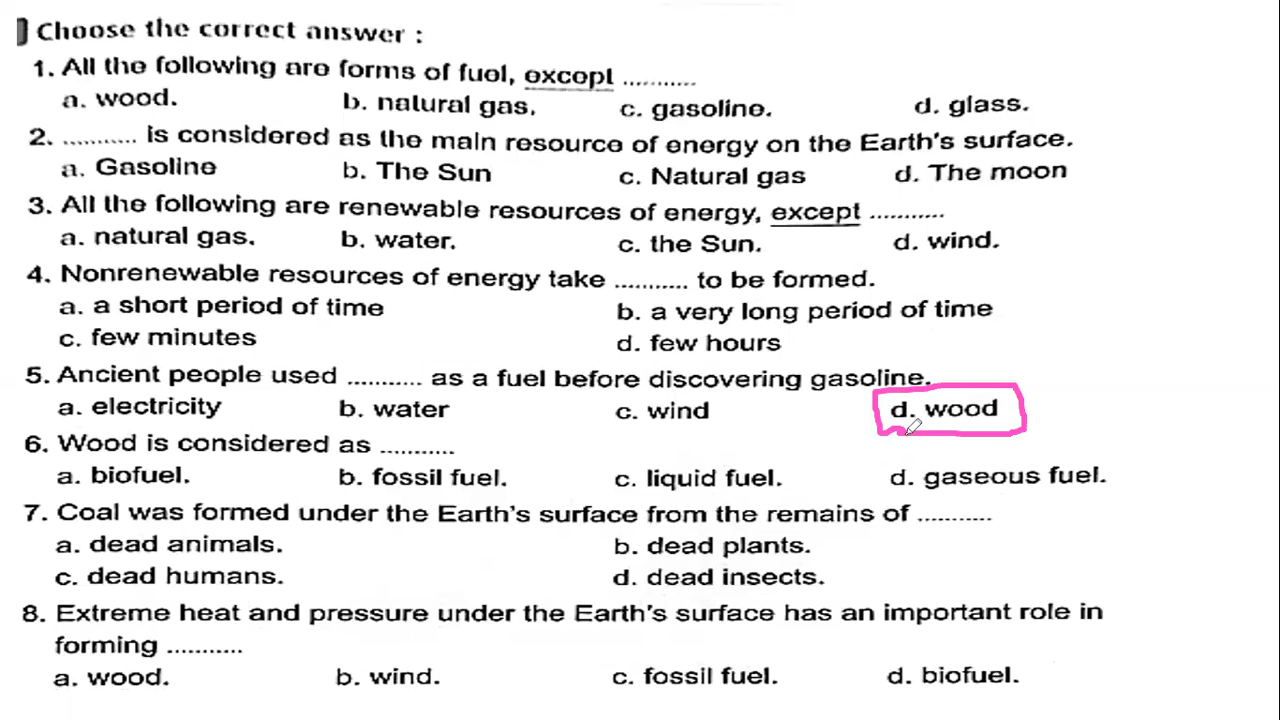 Choose the correct answer :
1. All the following are forms of fuel, except ...........
a. wood. b. natural gas. c. gasoline. d. glass.
2. ........... is considered as the main resource of energy on the Earth's surface.
a. Gasoline b. The Sun c. Natural gas d. The moon
3. All the following are renewable resources of energy, except ...........
a. natural gas. b. water. c. the Sun. d. wind.
4. Nonrenewable resources of energy take ........... to be formed.
a. a short period of time b. a very long period of time
c. few minutes d. few hours
5. Ancient people used ........... as a fuel before discovering gasoline.
a. electricity b. water c. wind d. wood
6. Wood is considered as ...........
a. biofuel. b. fossil fuel. c. liquid fuel. d. gaseous fuel.
7. Coal was formed under the Earth's surface from the remains of ...........
a. dead animals. b. dead plants.
c. dead humans. d. dead insects.
8. Extreme heat and pressure under the Earth's surface has an important role in
forming ...........
a. wood. b. wind. c. fossil fuel. d. biofuel.